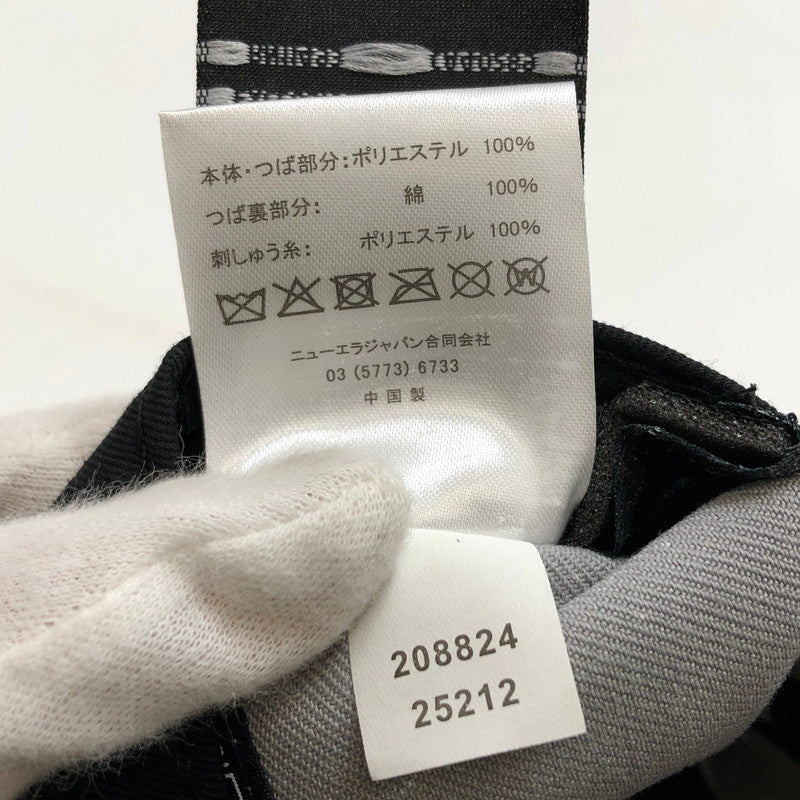 本体・つば部分:ポリエステル 100%
つば裏部分: 綿 100%
刺しゅう糸: ポリエステル 100%
W
ニューエラジャパン合同会社
03 (5773) 6733
中国製
208824
25212